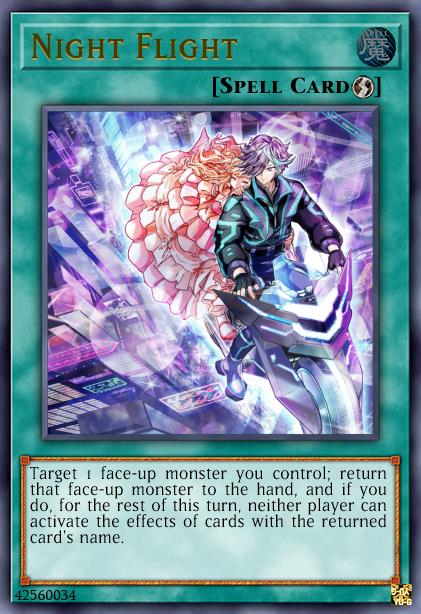 NIGHT FLIGHT
SPELL
魔
[SPELL CARD]
Target 1 face-up monster you control; return
that face-up monster to the hand, and if you
do, for the rest of this turn, neither player can
activate the effects of cards with the returned
card's name.
42560034